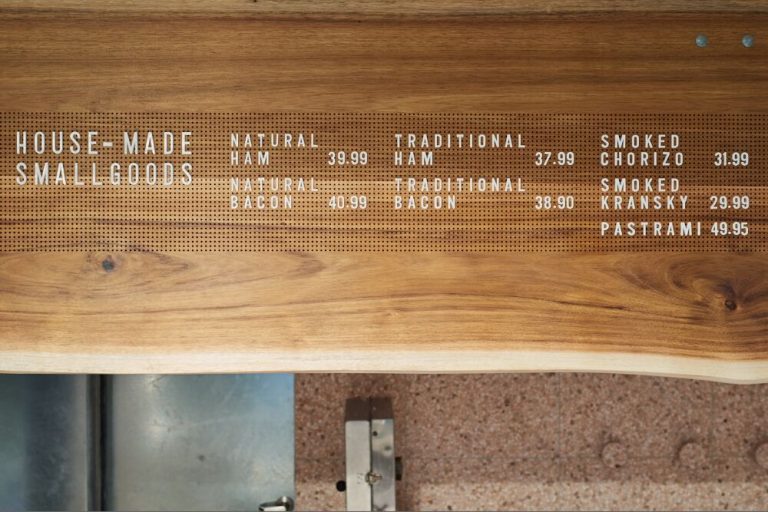 HOUSE-MADE
SMALLGOODS
NATURAL
HAM 39.99
NATURAL
BACON 40.99
TRADITIONAL
HAM 37.99
TRADITIONAL
BACON 38.90
SMOKED
CHORIZO 31.99
SMOKED
KRANSKY 29.99
PASTRAMI 49.95